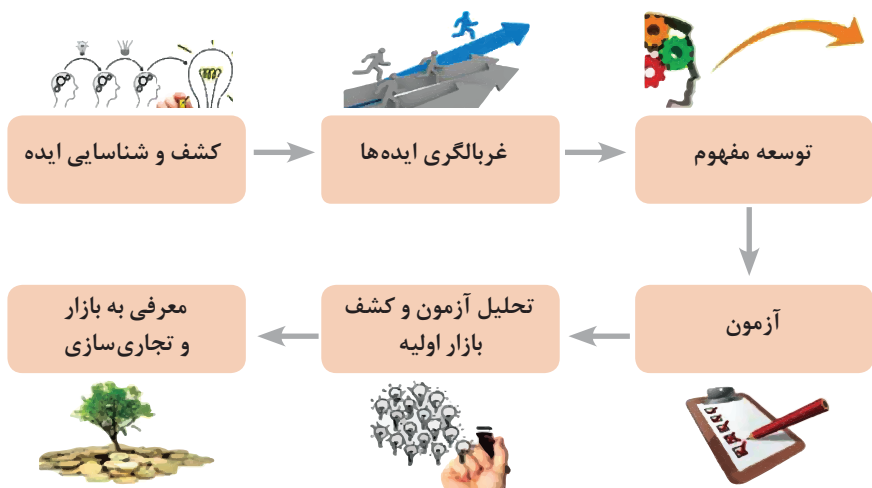 کشف و شناسایی ایده
غربالگری ایده‌ها
توسعه مفهوم
آزمون
تحلیل آزمون و کشف
بازار اولیه
معرفی به بازار
و تجاری‌سازی